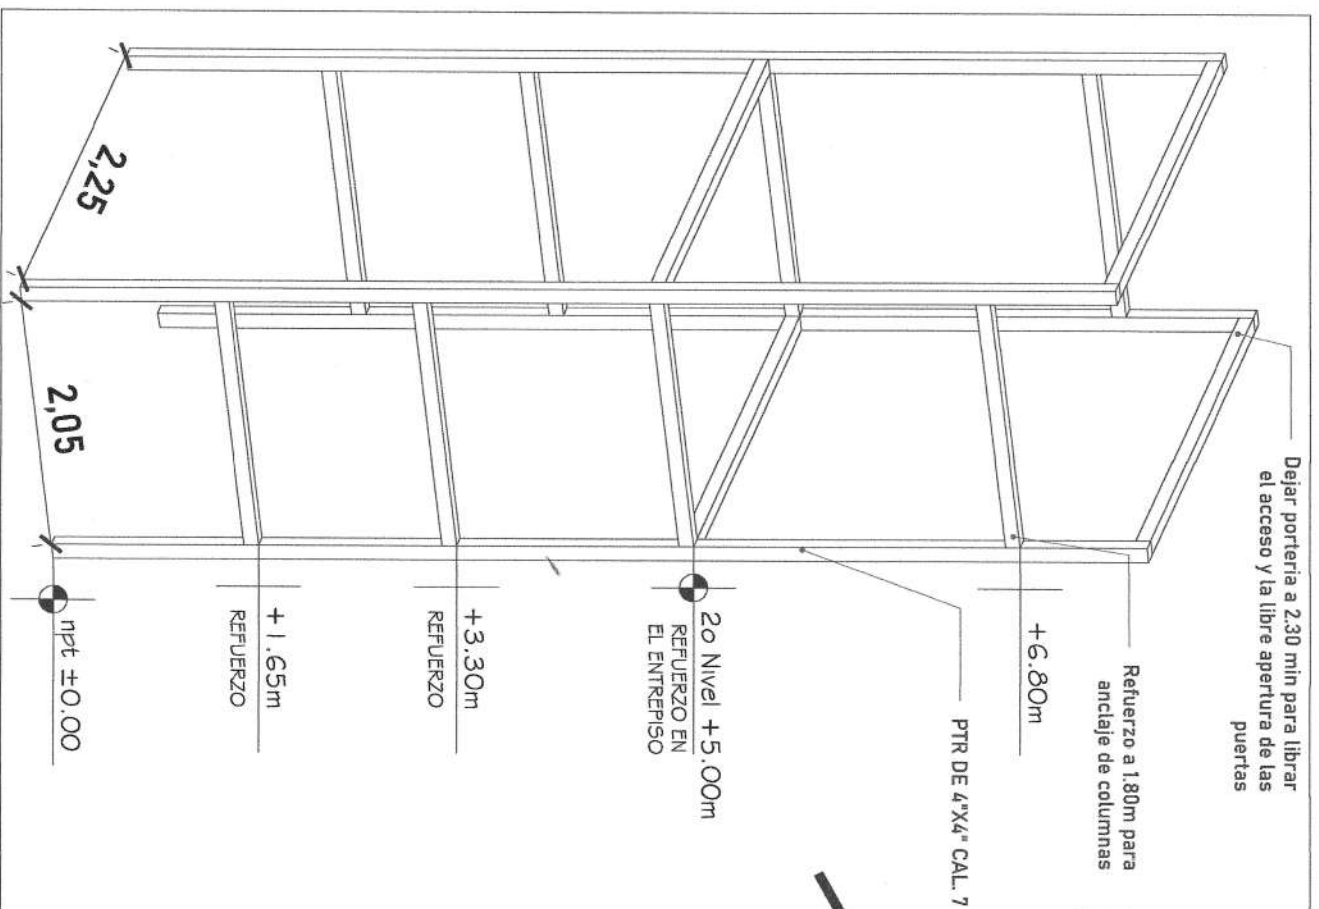 Dejar porteria a 2.30 min para librar
el acceso y la libre apertura de las
puertas
Refuerzo a 1.80m para
anclaje de columnas
+6.80m
PTR DE 4"X4" CAL. 7
2o Nivel +5.00m
REFUERZO EN
EL ENTREPISO
+3.30m
REFUERZO
+1.65m
REFUERZO
npt ±0.00
2,25
2,05